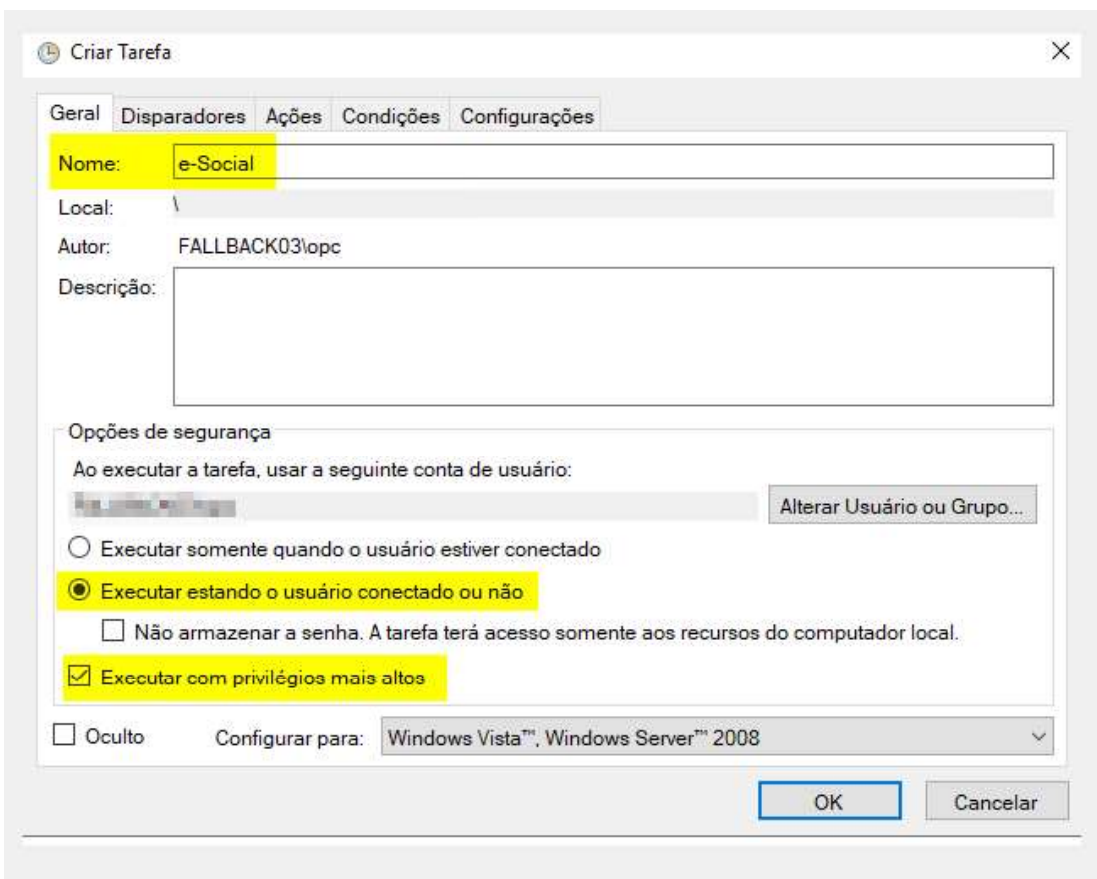 Criar Tarefa
Geral Disparadores Ações Condições Configurações
Nome: e-Social
Local: \
Autor: FALLBACK03\opc
Descrição:
Opções de segurança
Ao executar a tarefa, usar a seguinte conta de usuário:
Alterar Usuário ou Grupo...
Executar somente quando o usuário estiver conectado
Executar estando o usuário conectado ou não
Não armazenar a senha. A tarefa terá acesso somente aos recursos do computador local.
Executar com privilégios mais altos
Oculto Configurar para: Windows Vista™, Windows Server™ 2008
OK Cancelar